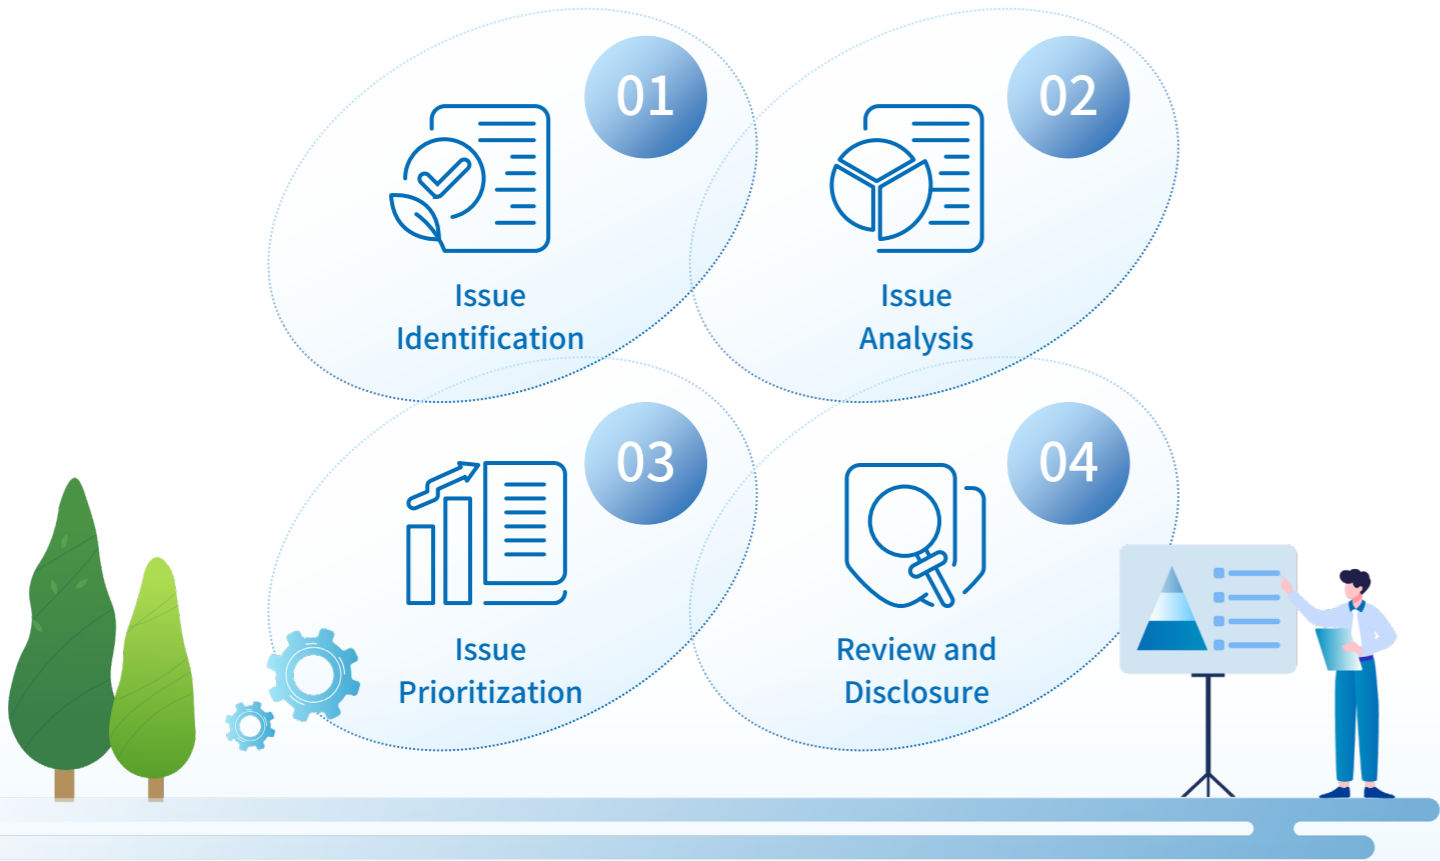 01
Issue
Identification
02
Issue
Analysis
03
Issue
Prioritization
04
Review and
Disclosure